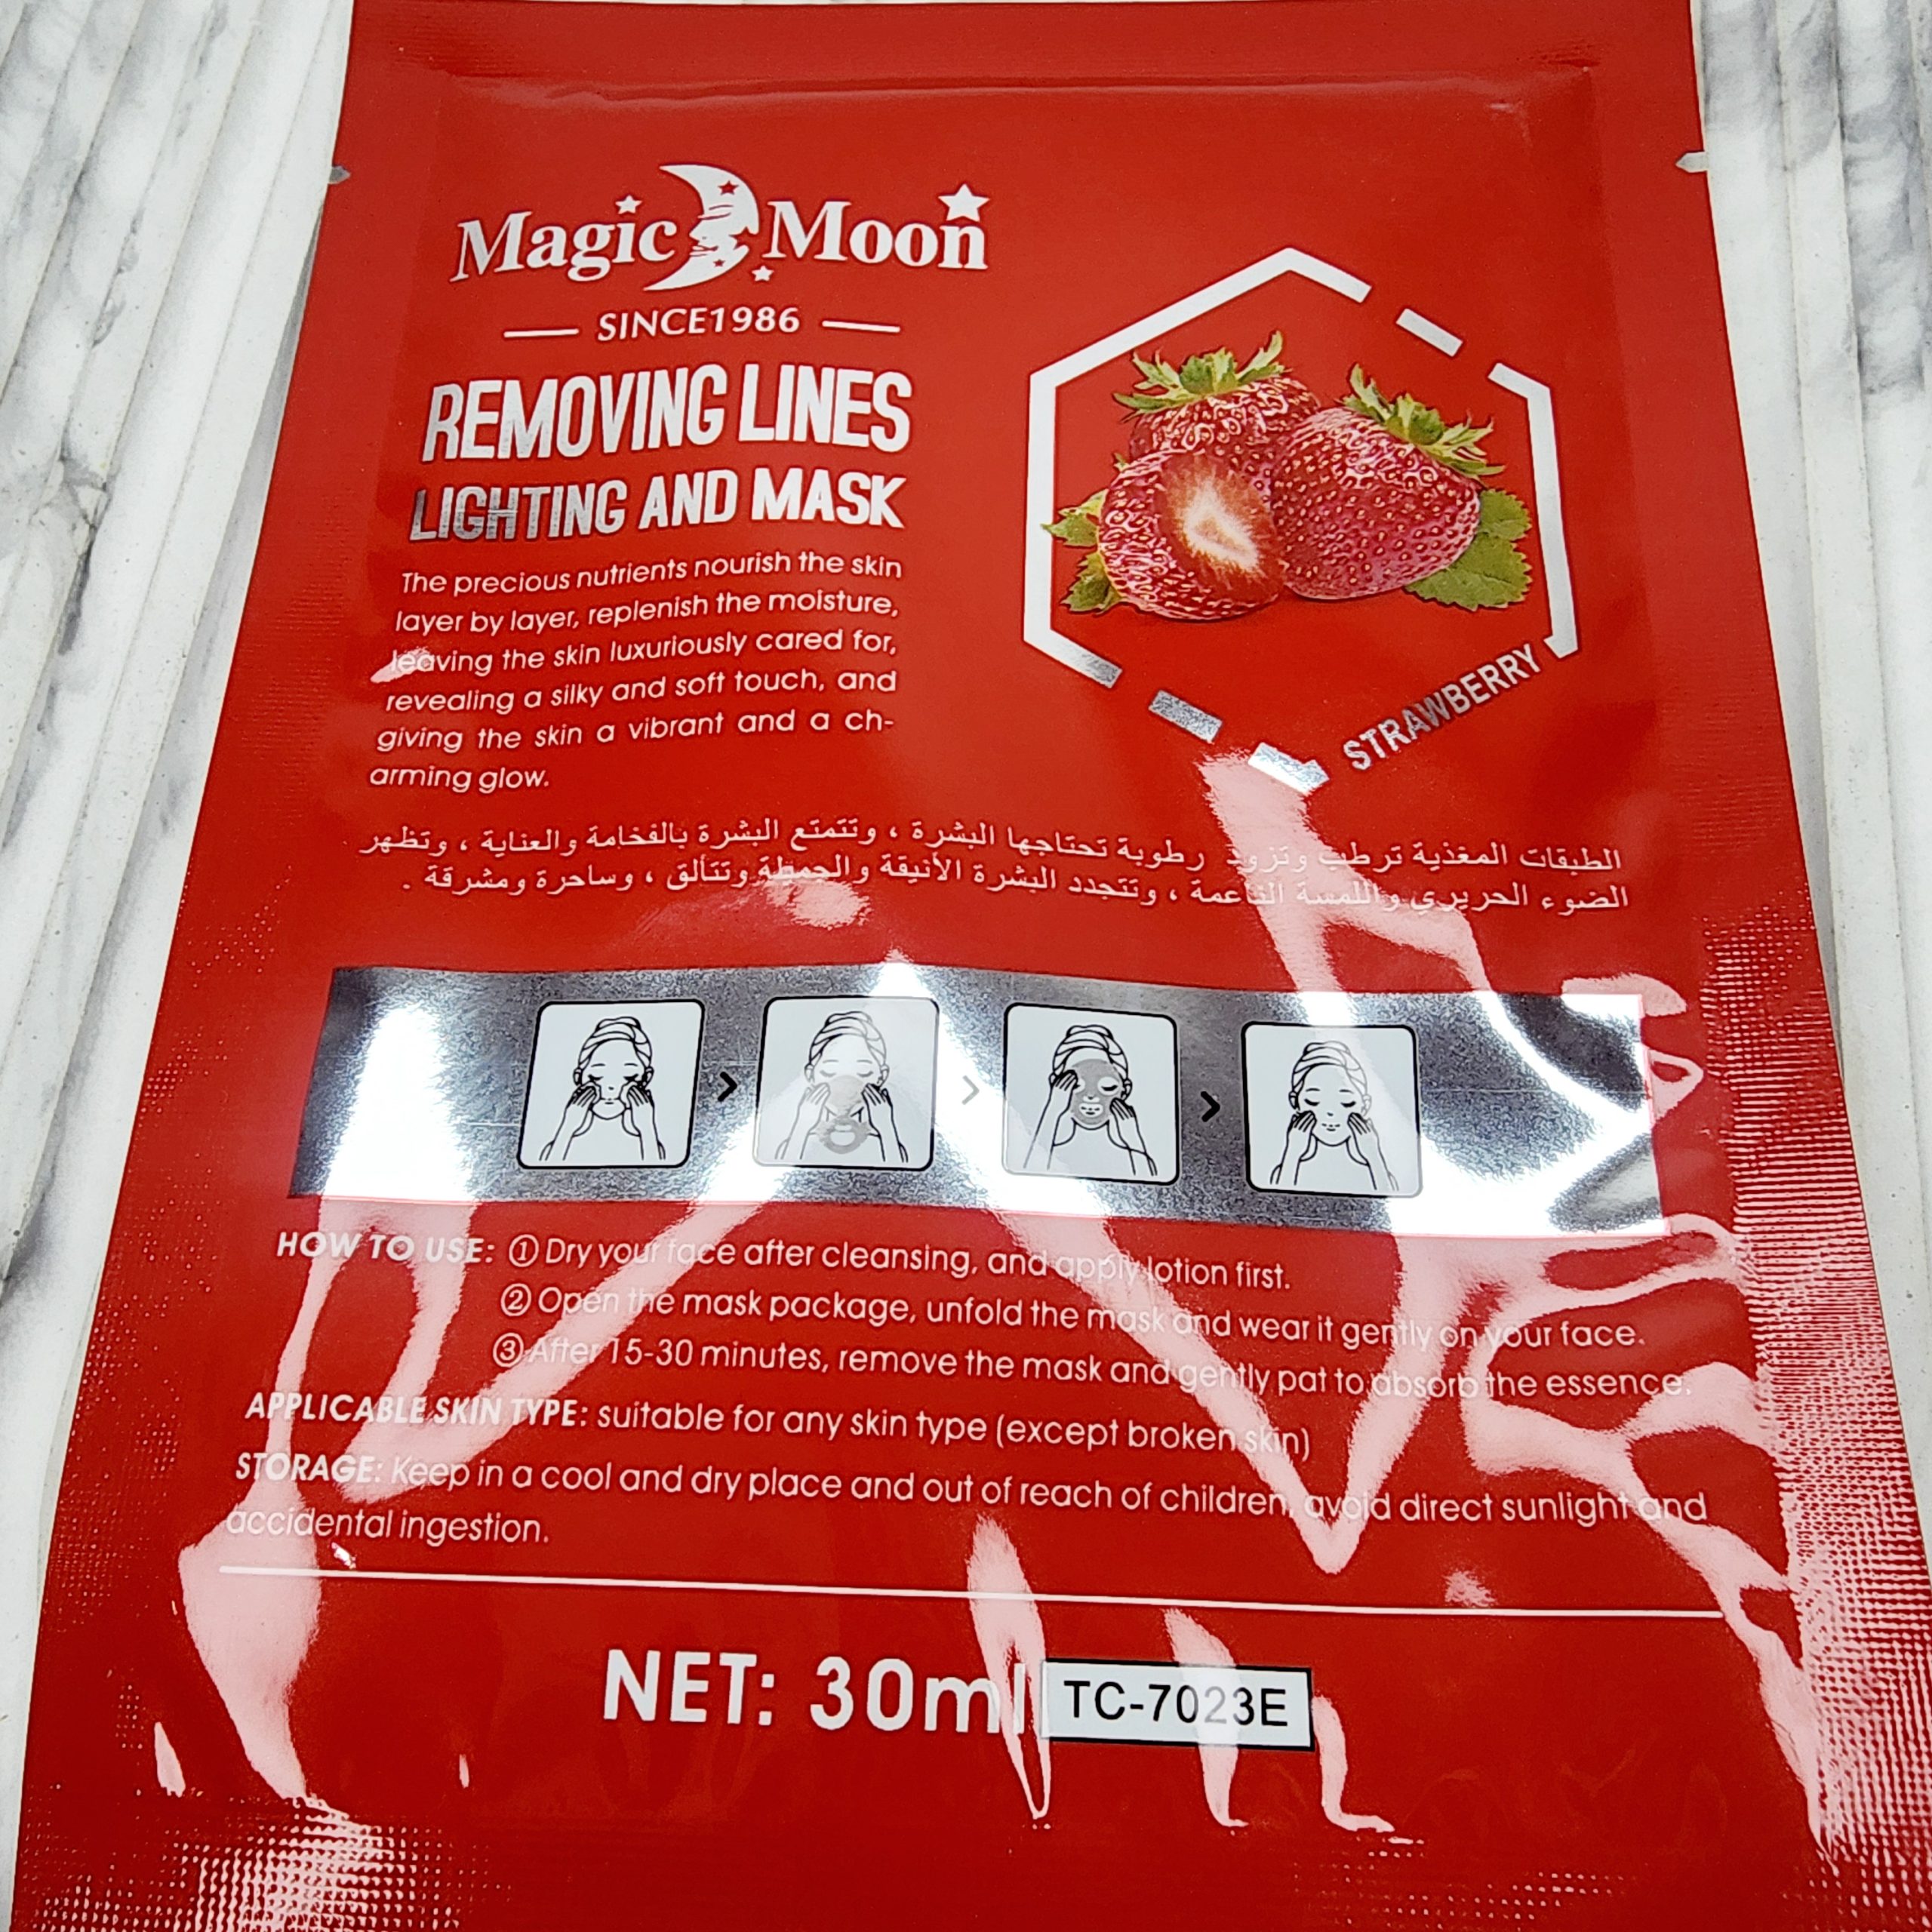 Magic Moon
SINCE1986
REMOVING LINES
LIGHTING AND MASK
The precious nutrients nourish the skin
layer by layer, replenish the moisture,
leaving the skin luxuriously cared for,
revealing a silky and soft touch, and
giving the skin a vibrant and a ch-
arming glow.
STRAWBERRY
الطبقات المغذية ترطب وتزود رطوبة تحتاجها البشرة ، وتتمتع البشرة بالفخامة والعناية ، وتظهر
الضوء الحريري واللمسة الناعمة ، وتتجدد البشرة الأنيقة والجميلة وتتألق ، وساحرة ومشرقة .
HOW TO USE: ① Dry your face after cleansing, and apply lotion first.
② Open the mask package, unfold the mask and wear it gently on your face.
③ After 15-30 minutes, remove the mask and gently pat to absorb the essence.
APPLICABLE SKIN TYPE: suitable for any skin type (except broken skin)
STORAGE: Keep in a cool and dry place and out of reach of children, avoid direct sunlight and
accidental ingestion.
NET: 30ml TC-7023E